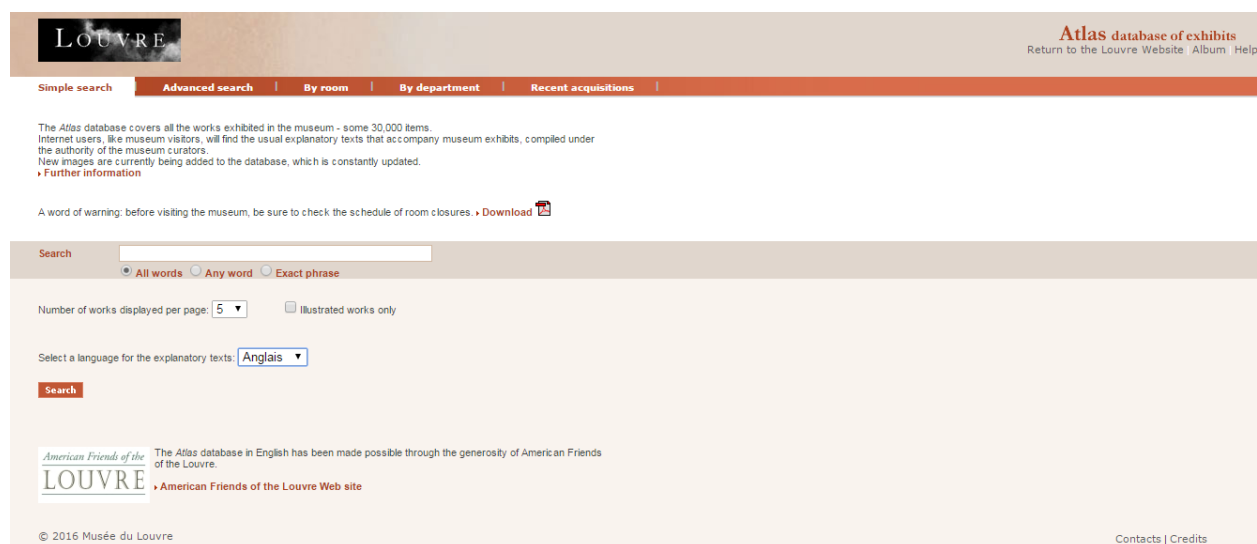 LOUVRE
Atlas database of exhibits
Return to the Louvre Website | Album | Help
Simple search | Advanced search | By room | By department | Recent acquisitions |
The Atlas database covers all the works exhibited in the museum - some 30,000 items.
Internet users, like museum visitors, will find the usual explanatory texts that accompany museum exhibits, compiled under
the authority of the museum curators.
New images are currently being added to the database, which is constantly updated.
Further information
A word of warning: before visiting the museum, be sure to check the schedule of room closures. Download
Search
All words Any word Exact phrase
Number of works displayed per page: 5 Illustrated works only
Select a language for the explanatory texts: Anglais
Search
American Friends of the
LOUVRE
The Atlas database in English has been made possible through the generosity of American Friends
of the Louvre.
American Friends of the Louvre Web site
© 2016 Musée du Louvre
Contacts | Credits